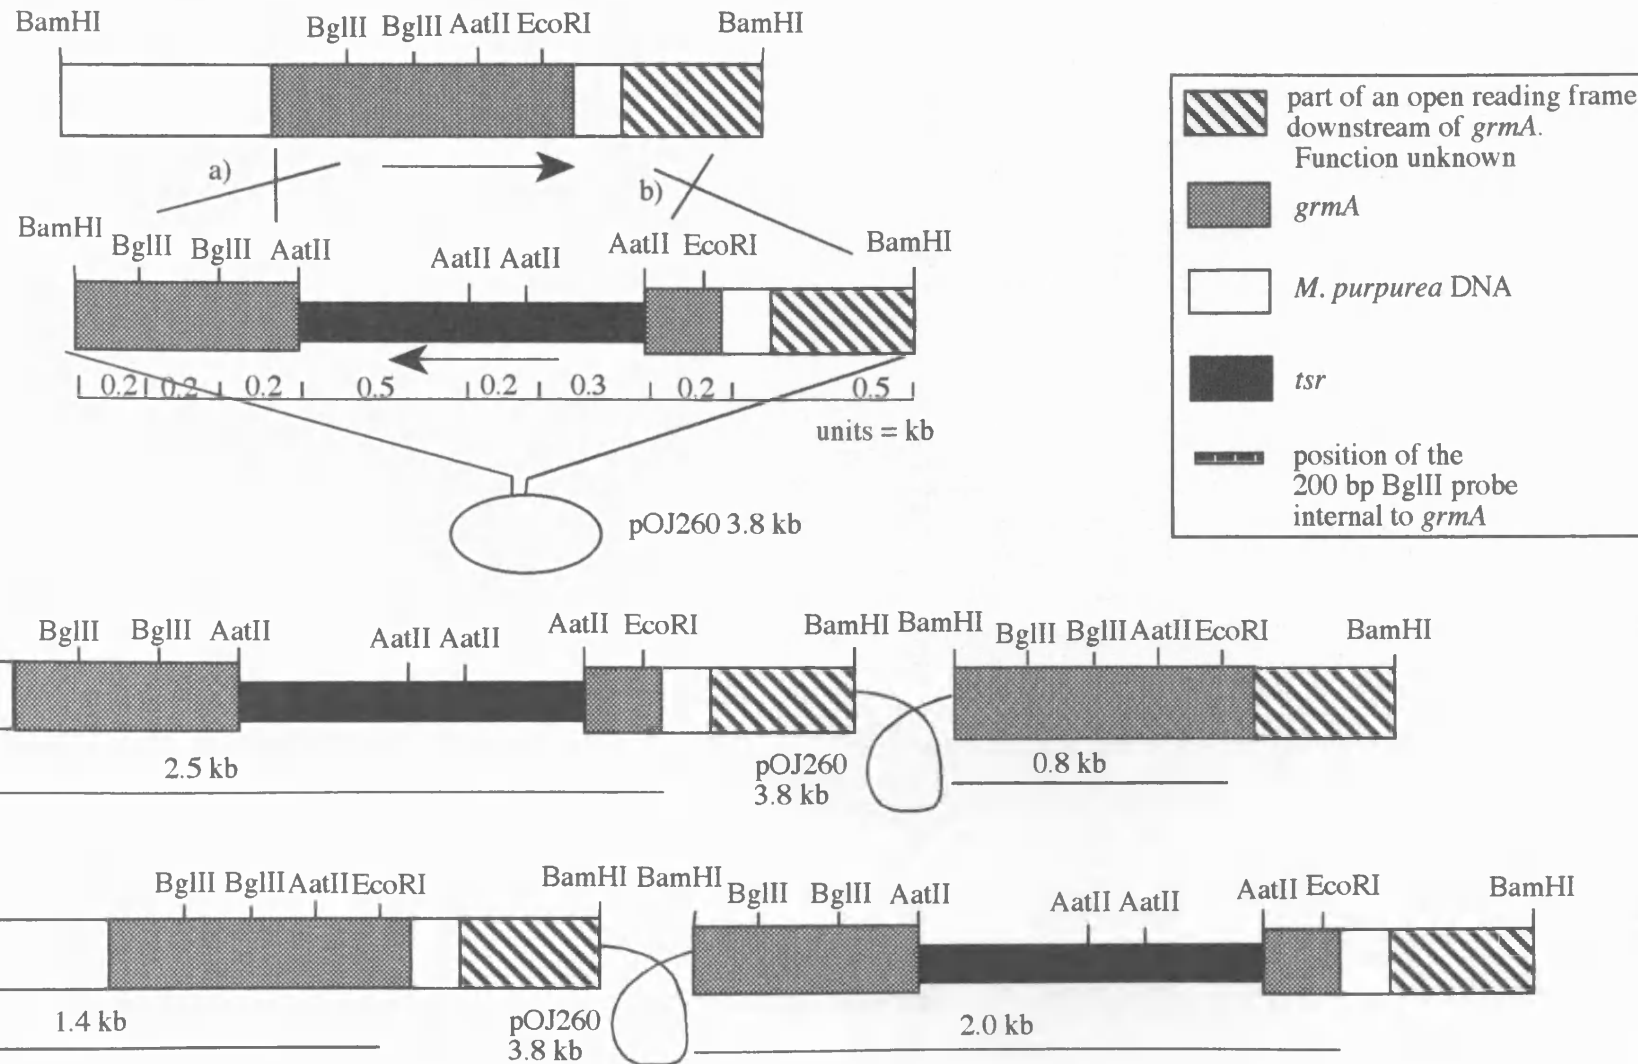 BamHI BglII BglII AatII EcoRI BamHI
a)
b)
BamHI BglII BglII AatII AatII AatII AatII EcoRI BamHI
0.2 0.2 0.2 0.5 0.2 0.3 0.2 0.5
units = kb
pOJ260 3.8 kb
part of an open reading frame
downstream of grmA.
Function unknown
grmA
M. purpurea DNA
tsr
position of the
200 bp BglII probe
internal to grmA
BglII BglII AatII AatII AatII AatII EcoRI BamHI BamHI BglII BglII AatII EcoRI BamHI
2.5 kb
pOJ260
3.8 kb
0.8 kb
BglII BglII AatII EcoRI BamHI BamHI BglII BglII AatII AatII AatII AatII EcoRI BamHI
1.4 kb
pOJ260
3.8 kb
2.0 kb